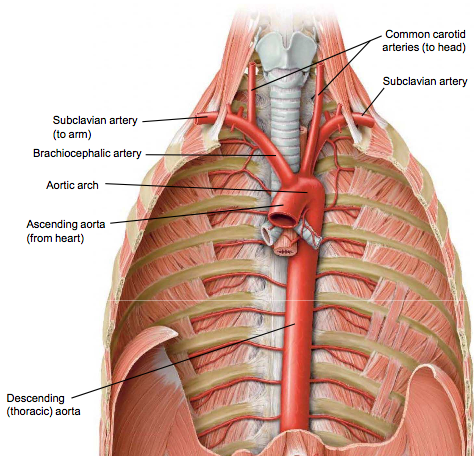 Common carotid
arteries (to head)
Subclavian artery
Subclavian artery
(to arm)
Brachiocephalic artery
Aortic arch
Ascending aorta
(from heart)
Descending
(thoracic) aorta